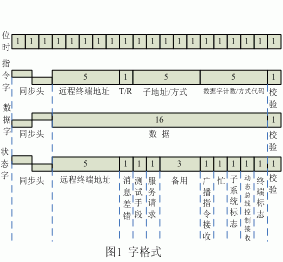 位时 1 1 1 1 1 1 1 1 1 1 1 1 1 1 1 1 1 1 1 1
指令字 5 1 5 5 1
同步头 远程终端地址 T/R 子地址/方式 数据字计数/方式代码 校验
数据字 16 1
同步头 数据 校验
状态字 5 1 1 1 3 1 1 1 1 1 1
同步头 远程终端地址 消息差错 测试手段 服务请求 备用 广播指令接收 忙 子系统标志 动态总线控制接收 终端标志 校验
图1 字格式